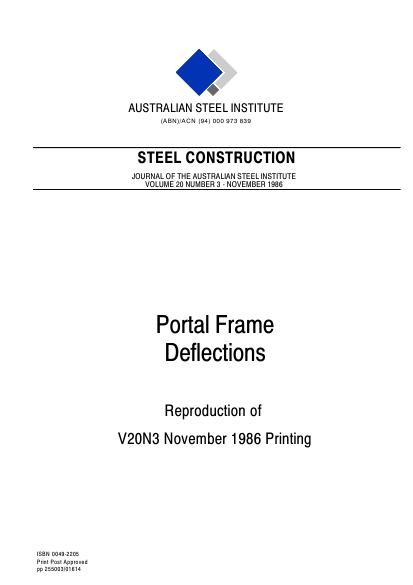 AUSTRALIAN STEEL INSTITUTE
(ABN)/ACN (94) 000 973 839
STEEL CONSTRUCTION
JOURNAL OF THE AUSTRALIAN STEEL INSTITUTE
VOLUME 20 NUMBER 3 - NOVEMBER 1986
Portal Frame
Deflections
Reproduction of
V20N3 November 1986 Printing
ISBN 0049-2205
Print Post Approved
pp 255003/01614